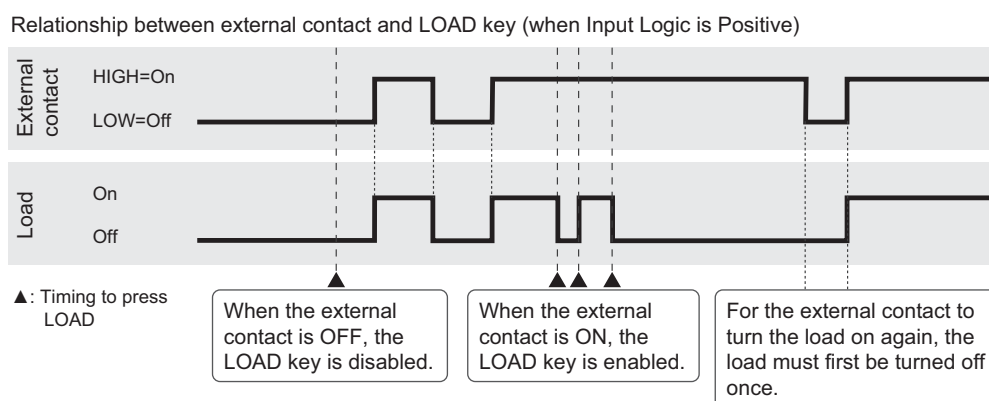 Relationship between external contact and LOAD key (when Input Logic is Positive)
External
contact
HIGH=On
LOW=Off
Load
On
Off
▲: Timing to press
LOAD
When the external
contact is OFF, the
LOAD key is disabled.
When the external
contact is ON, the
LOAD key is enabled.
For the external contact to
turn the load on again, the
load must first be turned off
once.